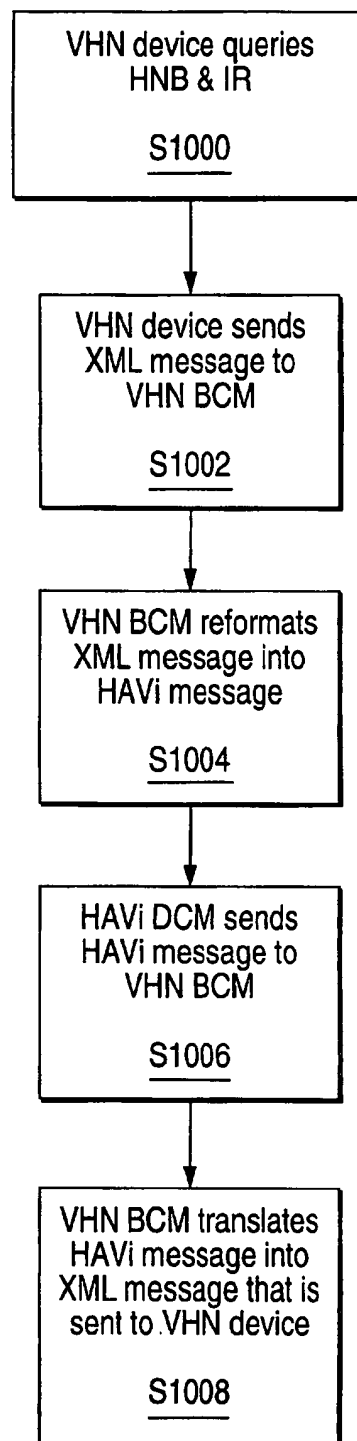 VHN device queries
HNB & IR
S1000
VHN device sends
XML message to
VHN BCM
S1002
VHN BCM reformats
XML message into
HAVi message
S1004
HAVi DCM sends
HAVi message to
VHN BCM
S1006
VHN BCM translates
HAVi message into
XML message that is
sent to VHN device
S1008